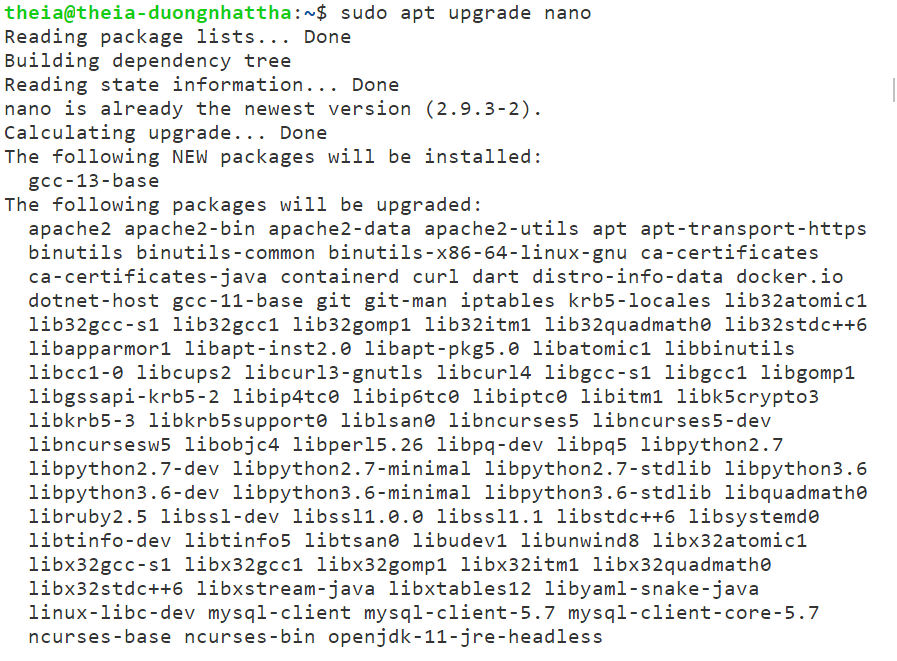 theia@theia-duongnhattha:~$ sudo apt upgrade nano
Reading package lists... Done
Building dependency tree
Reading state information... Done
nano is already the newest version (2.9.3-2).
Calculating upgrade... Done
The following NEW packages will be installed:
  gcc-13-base
The following packages will be upgraded:
  apache2 apache2-bin apache2-data apache2-utils apt apt-transport-https
  binutils binutils-common binutils-x86-64-linux-gnu ca-certificates
  ca-certificates-java containerd curl dart distro-info-data docker.io
  dotnet-host gcc-11-base git git-man iptables krb5-locales lib32atomic1
  lib32gcc-s1 lib32gcc1 lib32gomp1 lib32itm1 lib32quadmath0 lib32stdc++6
  libapparmor1 libapt-inst2.0 libapt-pkg5.0 libatomic1 libbinutils
  libcc1-0 libcups2 libcurl3-gnutls libcurl4 libgcc-s1 libgcc1 libgomp1
  libgssapi-krb5-2 libip4tc0 libip6tc0 libiptc0 libitm1 libk5crypto3
  libkrb5-3 libkrb5support0 liblsan0 libncurses5 libncurses5-dev
  libncursesw5 libobjc4 libperl5.26 libpq-dev libpq5 libpython2.7
  libpython2.7-dev libpython2.7-minimal libpython2.7-stdlib libpython3.6
  libpython3.6-dev libpython3.6-minimal libpython3.6-stdlib libquadmath0
  libruby2.5 libssl-dev libssl1.0.0 libssl1.1 libstdc++6 libsystemd0
  libtinfo-dev libtinfo5 libtsan0 libudev1 libunwind8 libx32atomic1
  libx32gcc-s1 libx32gcc1 libx32gomp1 libx32itm1 libx32quadmath0
  libx32stdc++6 libxstream-java libxtables12 libyaml-snake-java
  linux-libc-dev mysql-client mysql-client-5.7 mysql-client-core-5.7
  ncurses-base ncurses-bin openjdk-11-jre-headless